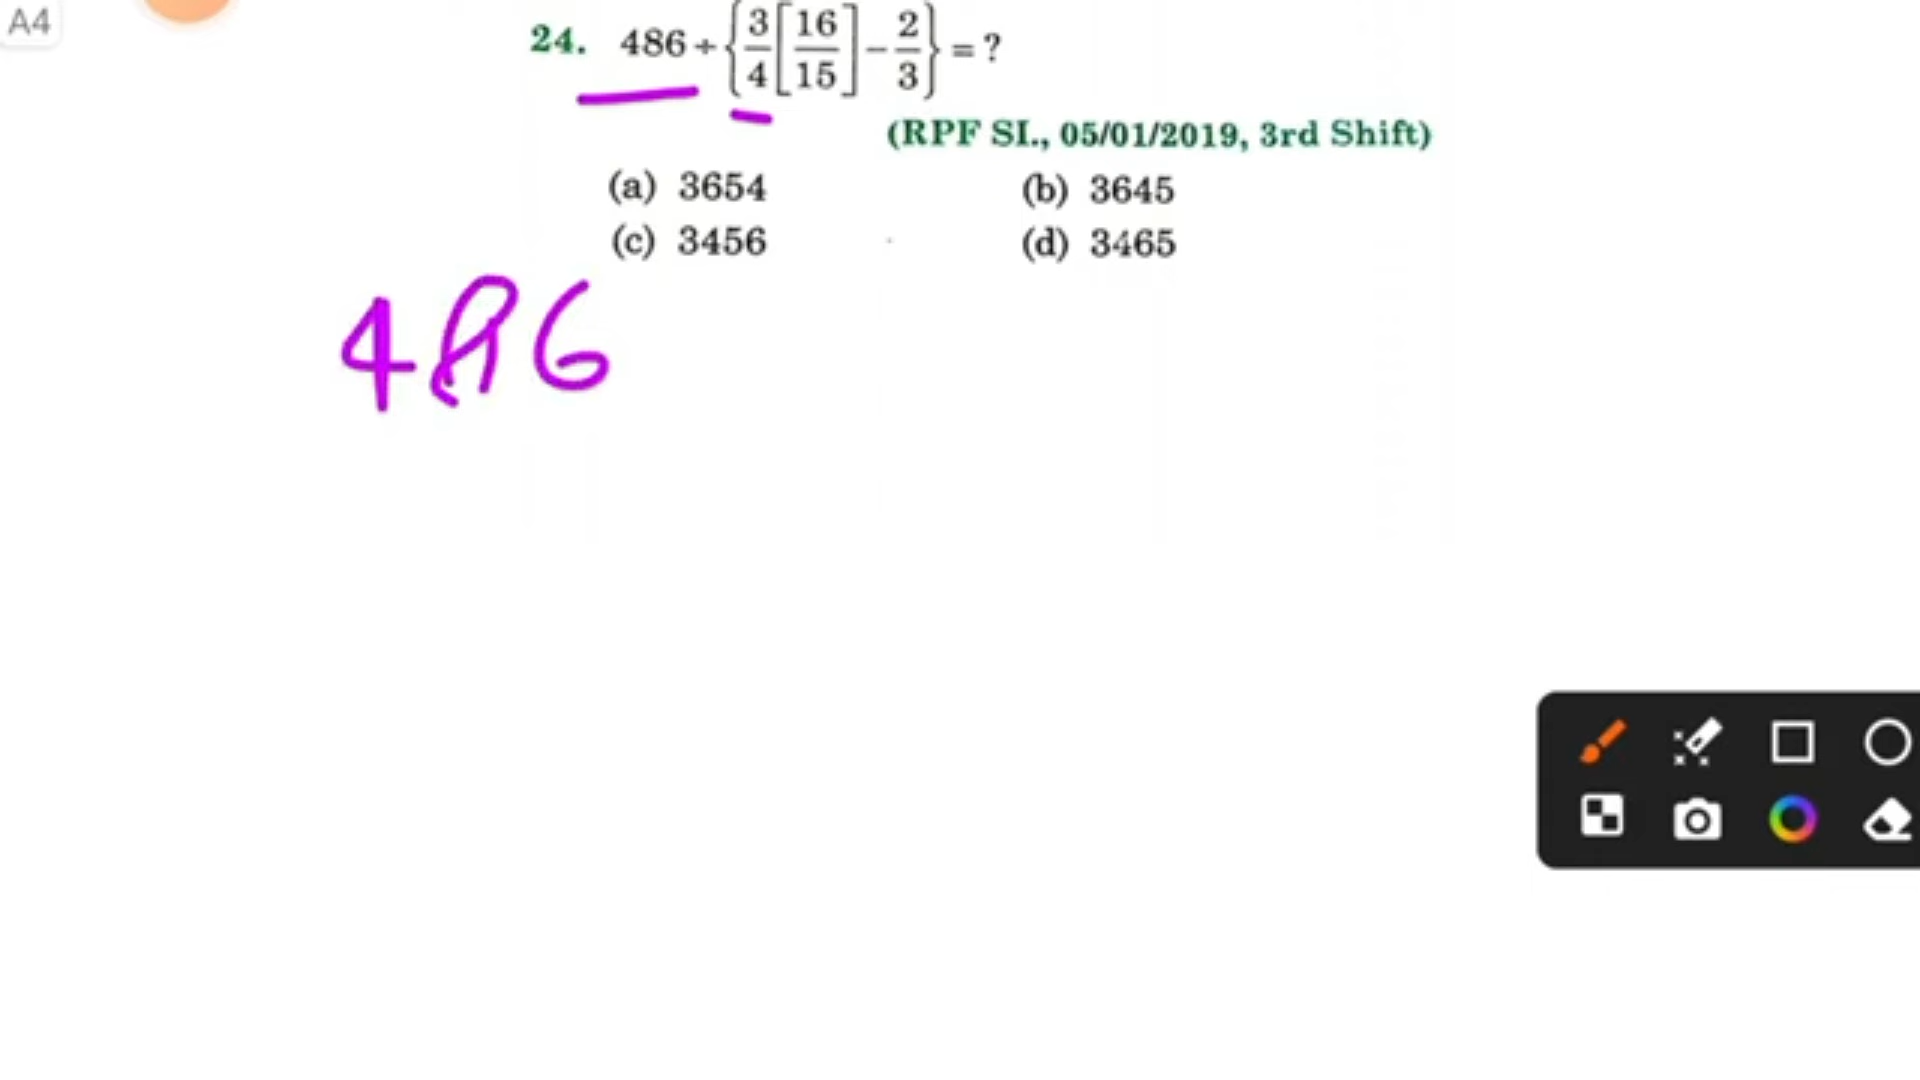 A4
24. 486 ÷ {3/4[16/15] − 2/3} = ?
(RPF SI., 05/01/2019, 3rd Shift)
(a) 3654 (b) 3645
(c) 3456 (d) 3465
486